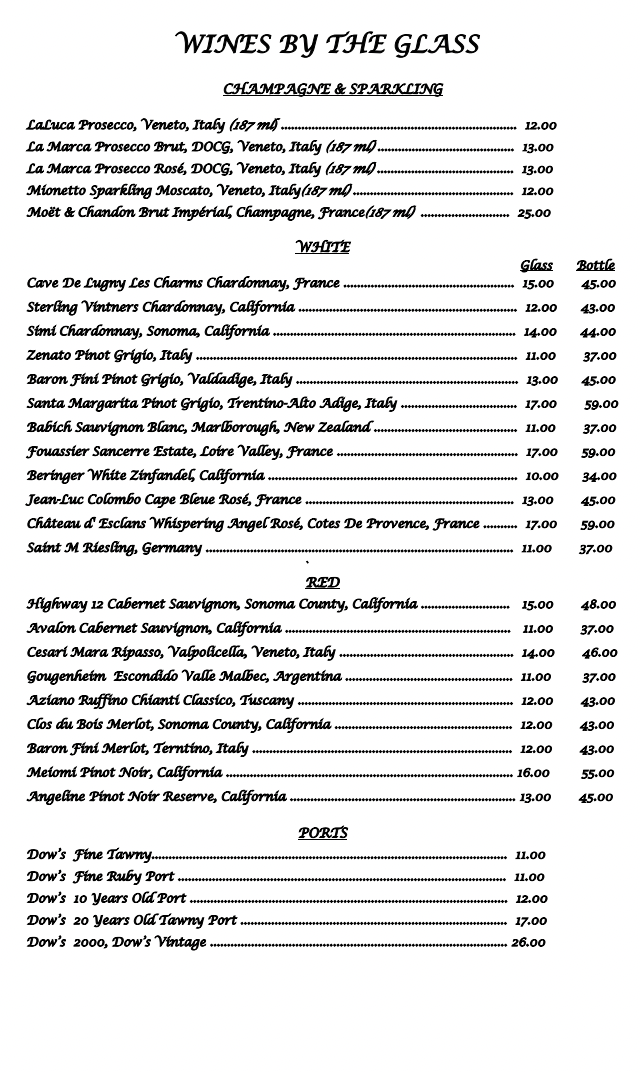 WINES BY THE GLASS
CHAMPAGNE & SPARKLING
LaLuca Prosecco, Veneto, Italy (187 ml) ........ 12.00
La Marca Prosecco Brut, DOCG, Veneto, Italy (187 ml) ........ 13.00
La Marca Prosecco Rosé, DOCG, Veneto, Italy (187 ml) ........ 13.00
Mionetto Sparkling Moscato, Veneto, Italy(187 ml) ........ 12.00
Moët & Chandon Brut Impérial, Champagne, France(187 ml) ........ 25.00
WHITE
Glass Bottle
Cave De Lugny Les Charms Chardonnay, France ........ 15.00 45.00
Sterling Vintners Chardonnay, California ........ 12.00 43.00
Simi Chardonnay, Sonoma, California ........ 14.00 44.00
Zenato Pinot Grigio, Italy ........ 11.00 37.00
Baron Fini Pinot Grigio, Valdadige, Italy ........ 13.00 45.00
Santa Margarita Pinot Grigio, Trentino-Alto Adige, Italy ........ 17.00 59.00
Babich Sauvignon Blanc, Marlborough, New Zealand ........ 11.00 37.00
Fouassier Sancerre Estate, Loire Valley, France ........ 17.00 59.00
Beringer White Zinfandel, California ........ 10.00 34.00
Jean-Luc Colombo Cape Bleue Rosé, France ........ 13.00 45.00
Château d' Esclans Whispering Angel Rosé, Cotes De Provence, France ........ 17.00 59.00
Saint M Riesling, Germany ........ 11.00 37.00
RED
Highway 12 Cabernet Sauvignon, Sonoma County, California ........ 15.00 48.00
Avalon Cabernet Sauvignon, California ........ 11.00 37.00
Cesari Mara Ripasso, Valpolicella, Veneto, Italy ........ 14.00 46.00
Gougenheim Escondido Valle Malbec, Argentina ........ 11.00 37.00
Aziano Ruffino Chianti Classico, Tuscany ........ 12.00 43.00
Clos du Bois Merlot, Sonoma County, California ........ 12.00 43.00
Baron Fini Merlot, Terntino, Italy ........ 12.00 43.00
Meiomi Pinot Noir, California ........ 16.00 55.00
Angeline Pinot Noir Reserve, California ........ 13.00 45.00
PORTS
Dow's Fine Tawny........ 11.00
Dow's Fine Ruby Port ........ 11.00
Dow's 10 Years Old Port ........ 12.00
Dow's 20 Years Old Tawny Port ........ 17.00
Dow's 2000, Dow's Vintage ........ 26.00